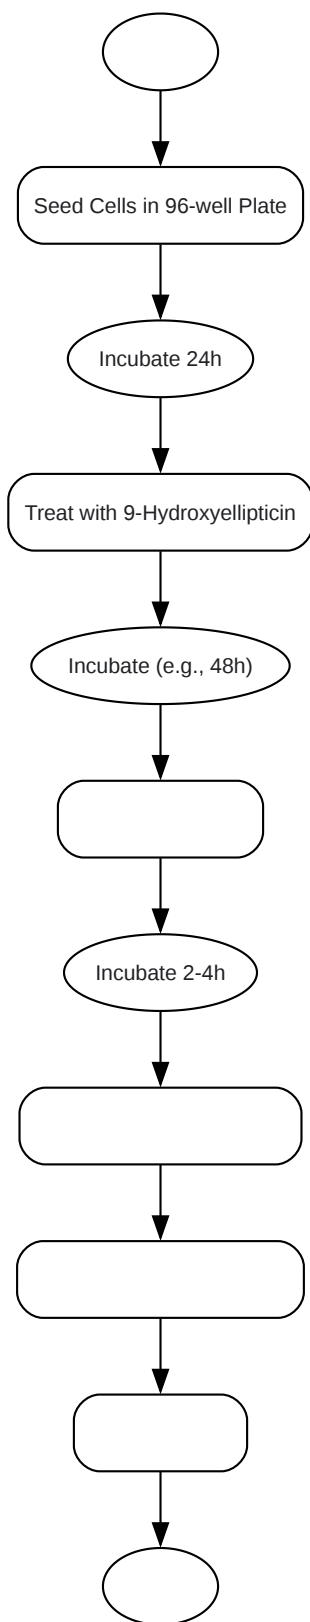 Seed Cells in 96-well Plate
Incubate 24h
Treat with 9-Hydroxyellipticin
Incubate (e.g., 48h)
Incubate 2-4h